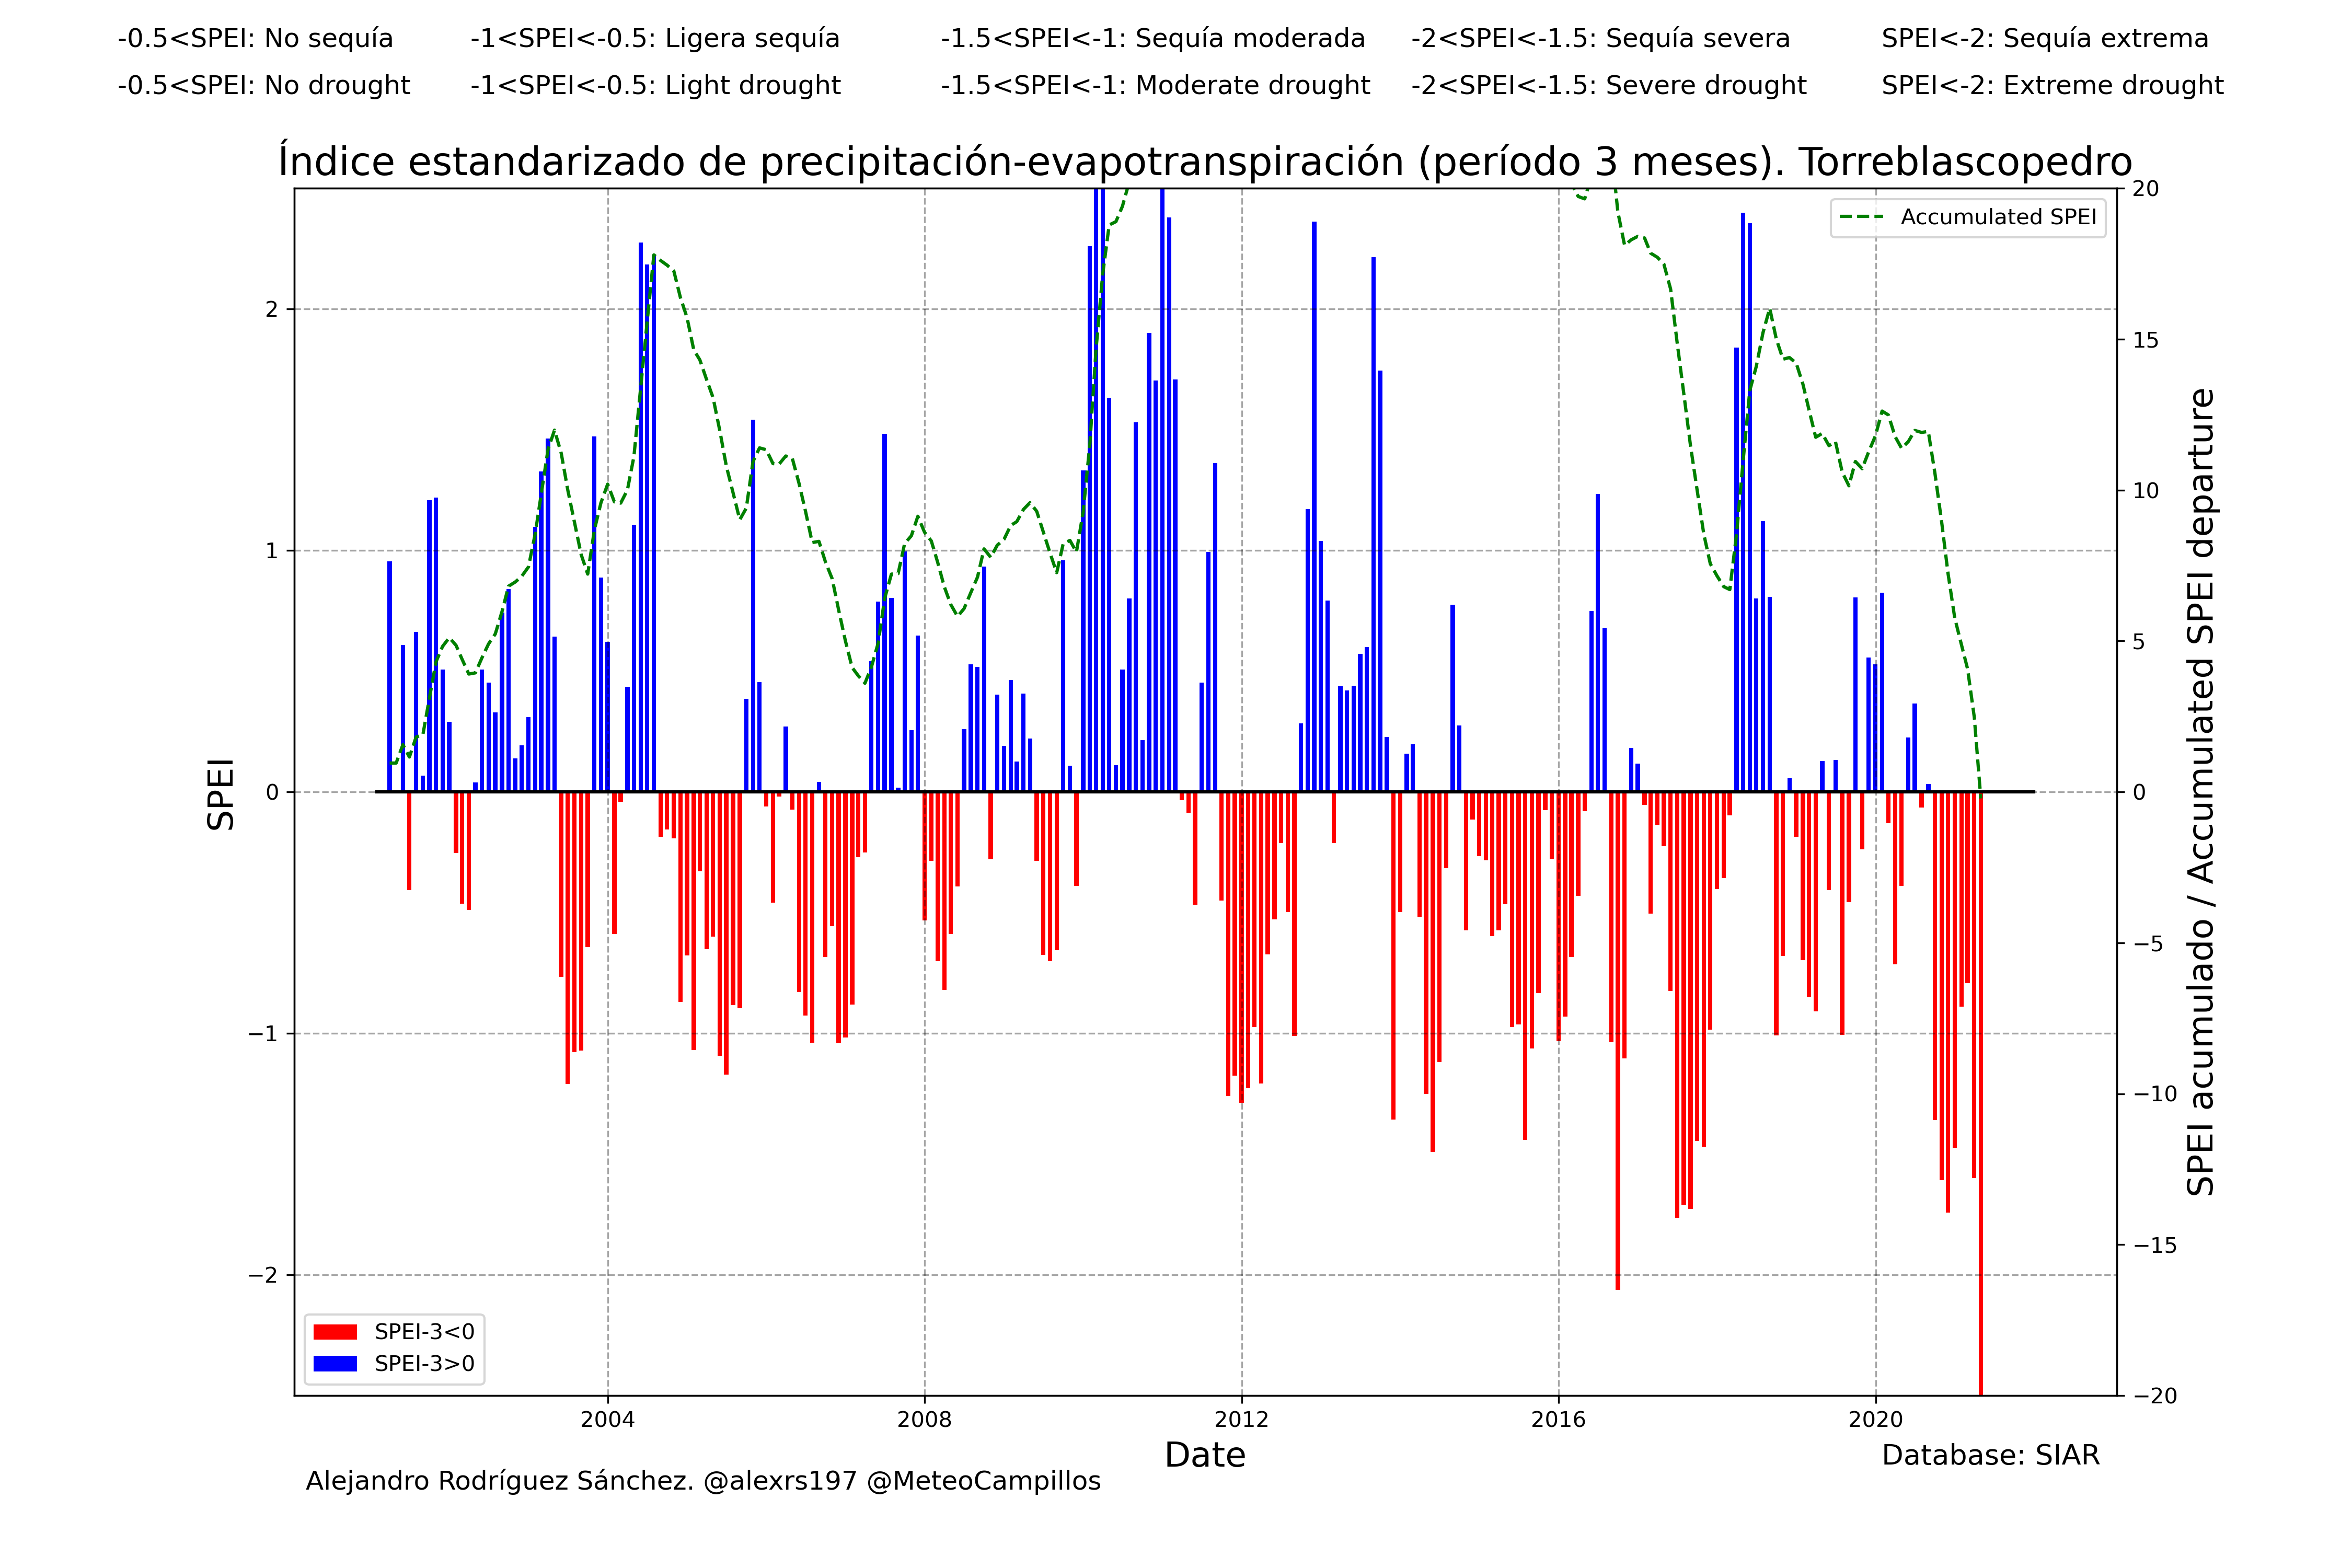 -0.5<SPEI: No sequía -1<SPEI<-0.5: Ligera sequía -1.5<SPEI<-1: Sequía moderada -2<SPEI<-1.5: Sequía severa SPEI<-2: Sequía extrema
-0.5<SPEI: No drought -1<SPEI<-0.5: Light drought -1.5<SPEI<-1: Moderate drought -2<SPEI<-1.5: Severe drought SPEI<-2: Extreme drought
Índice estandarizado de precipitación-evapotranspiración (período 3 meses). Torreblascopedro
Accumulated SPEI
SPEI
2
1
0
−1
−2
20
15
10
5
0
−5
−10
−15
−20
SPEI acumulado / Accumulated SPEI departure
SPEI-3<0
SPEI-3>0
2004 2008 2012 2016 2020
Date
Database: SIAR
Alejandro Rodríguez Sánchez. @alexrs197 @MeteoCampillos